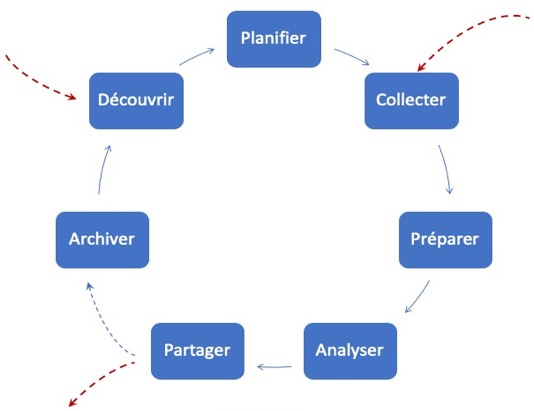 Planifier
Collecter
Préparer
Analyser
Partager
Archiver
Découvrir